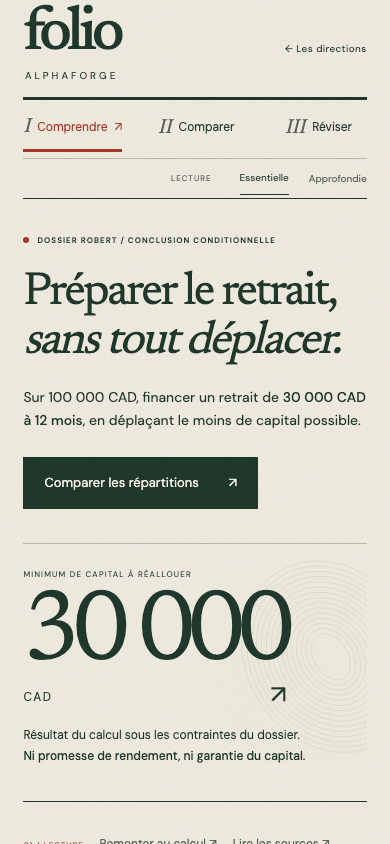 folio
← Les directions
ALPHAFORGE
I Comprendre ↗ II Comparer III Réviser
LECTURE Essentielle Approfondie
DOSSIER ROBERT / CONCLUSION CONDITIONNELLE
Préparer le retrait,
sans tout déplacer.
Sur 100 000 CAD, financer un retrait de 30 000 CAD
à 12 mois, en déplaçant le moins de capital possible.
Comparer les répartitions ↗
MINIMUM DE CAPITAL À RÉALLOUER
30 000
CAD ↗
Résultat du calcul sous les contraintes du dossier.
Ni promesse de rendement, ni garantie du capital.
Remonter au calcul ↗ Lire les sources ↗